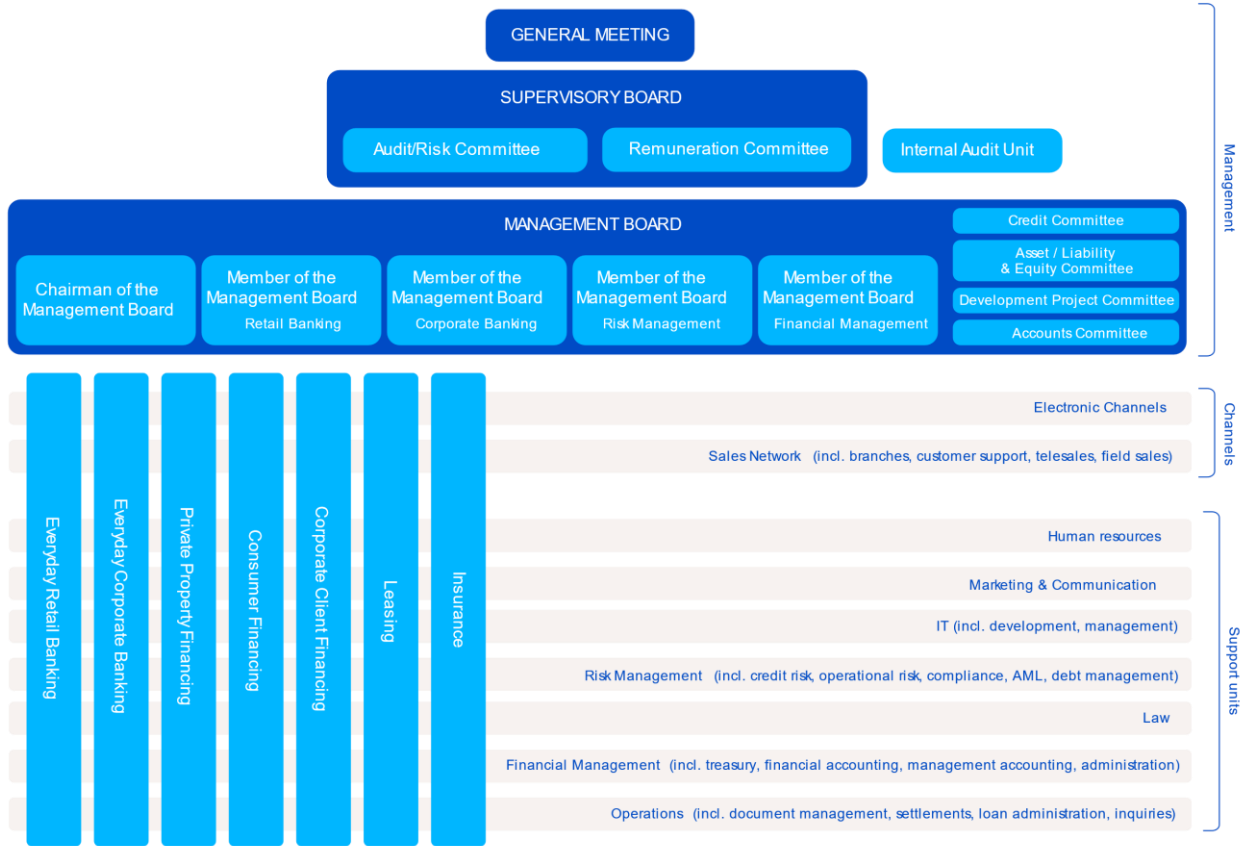 GENERAL MEETING
SUPERVISORY BOARD
Audit/Risk Committee
Remuneration Committee
Internal Audit Unit
Management
MANAGEMENT BOARD
Chairman of the
Management Board
Member of the
Management Board
Retail Banking
Member of the
Management Board
Corporate Banking
Member of the
Management Board
Risk Management
Member of the
Management Board
Financial Management
Credit Committee
Asset / Liability
& Equity Committee
Development Project Committee
Accounts Committee
Everyday Retail Banking
Everyday Corporate Banking
Private Property Financing
Consumer Financing
Corporate Client Financing
Leasing
Insurance
Electronic Channels
Sales Network (incl. branches, customer support, telesales, field sales)
Channels
Human resources
Marketing & Communication
IT (incl. development, management)
Risk Management (incl. credit risk, operational risk, compliance, AML, debt management)
Law
Financial Management (incl. treasury, financial accounting, management accounting, administration)
Operations (incl. document management, settlements, loan administration, inquiries)
Support units